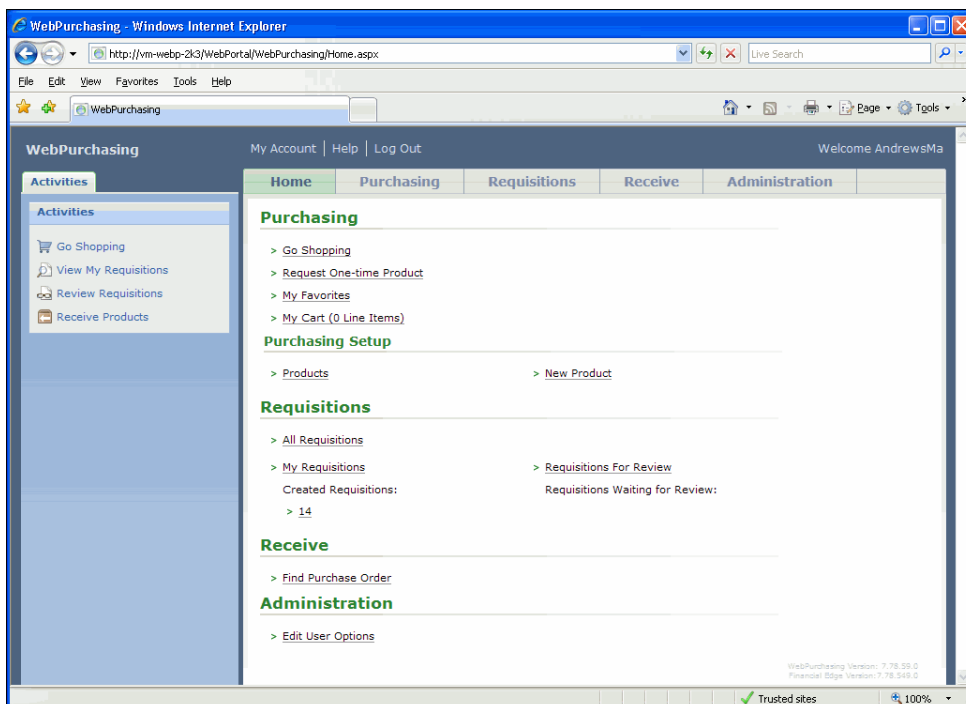 WebPurchasing - Windows Internet Explorer
http://vm-webp-2k3/WebPortal/WebPurchasing/Home.aspx
Live Search
File Edit View Favorites Tools Help
WebPurchasing
Page Tools
WebPurchasing
My Account | Help | Log Out
Welcome AndrewsMa
Activities
Home Purchasing Requisitions Receive Administration
Activities
Go Shopping
View My Requisitions
Review Requisitions
Receive Products
Purchasing
> Go Shopping
> Request One-time Product
> My Favorites
> My Cart (0 Line Items)
Purchasing Setup
> Products
> New Product
Requisitions
> All Requisitions
> My Requisitions
> Requisitions For Review
Created Requisitions:
Requisitions Waiting for Review:
> 14
Receive
> Find Purchase Order
Administration
> Edit User Options
WebPurchasing Version: 7.78.59.0
Financial Edge Version: 7.78.549.0
Trusted sites
100%